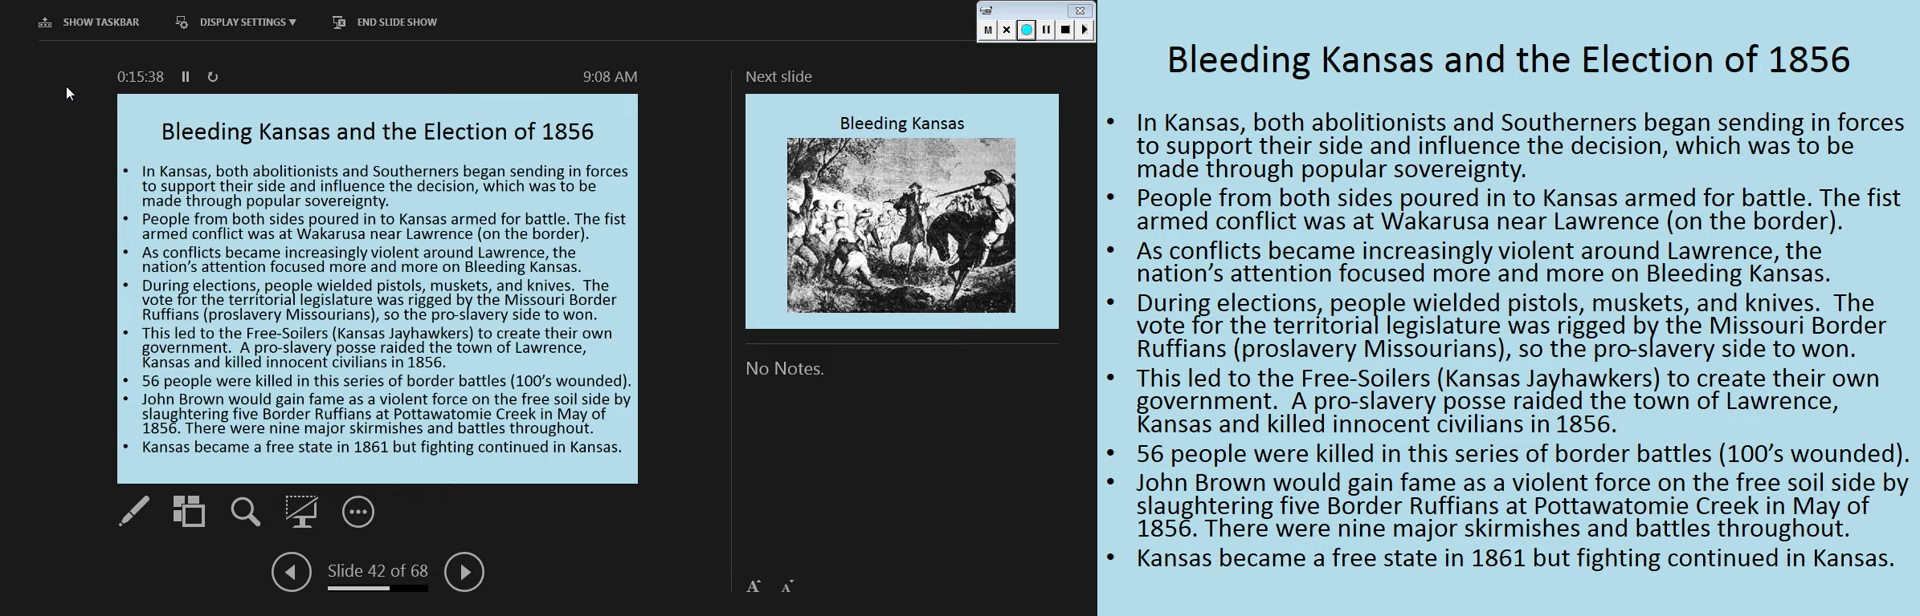 SHOW TASKBAR DISPLAY SETTINGS ▼ END SLIDE SHOW
M
0:15:38 9:08 AM
Bleeding Kansas and the Election of 1856
• In Kansas, both abolitionists and Southerners began sending in forces
to support their side and influence the decision, which was to be
made through popular sovereignty.
• People from both sides poured in to Kansas armed for battle. The fist
armed conflict was at Wakarusa near Lawrence (on the border).
• As conflicts became increasingly violent around Lawrence, the
nation's attention focused more and more on Bleeding Kansas.
• During elections, people wielded pistols, muskets, and knives.  The
vote for the territorial legislature was rigged by the Missouri Border
Ruffians (proslavery Missourians), so the pro-slavery side to won.
• This led to the Free-Soilers (Kansas Jayhawkers) to create their own
government.  A pro-slavery posse raided the town of Lawrence,
Kansas and killed innocent civilians in 1856.
• 56 people were killed in this series of border battles (100's wounded).
• John Brown would gain fame as a violent force on the free soil side by
slaughtering five Border Ruffians at Pottawatomie Creek in May of
1856. There were nine major skirmishes and battles throughout.
• Kansas became a free state in 1861 but fighting continued in Kansas.
Slide 42 of 68
Next slide
Bleeding Kansas
No Notes.
A A
Bleeding Kansas and the Election of 1856
• In Kansas, both abolitionists and Southerners began sending in forces
to support their side and influence the decision, which was to be
made through popular sovereignty.
• People from both sides poured in to Kansas armed for battle. The fist
armed conflict was at Wakarusa near Lawrence (on the border).
• As conflicts became increasingly violent around Lawrence, the
nation's attention focused more and more on Bleeding Kansas.
• During elections, people wielded pistols, muskets, and knives.  The
vote for the territorial legislature was rigged by the Missouri Border
Ruffians (proslavery Missourians), so the pro-slavery side to won.
• This led to the Free-Soilers (Kansas Jayhawkers) to create their own
government.  A pro-slavery posse raided the town of Lawrence,
Kansas and killed innocent civilians in 1856.
• 56 people were killed in this series of border battles (100's wounded).
• John Brown would gain fame as a violent force on the free soil side by
slaughtering five Border Ruffians at Pottawatomie Creek in May of
1856. There were nine major skirmishes and battles throughout.
• Kansas became a free state in 1861 but fighting continued in Kansas.